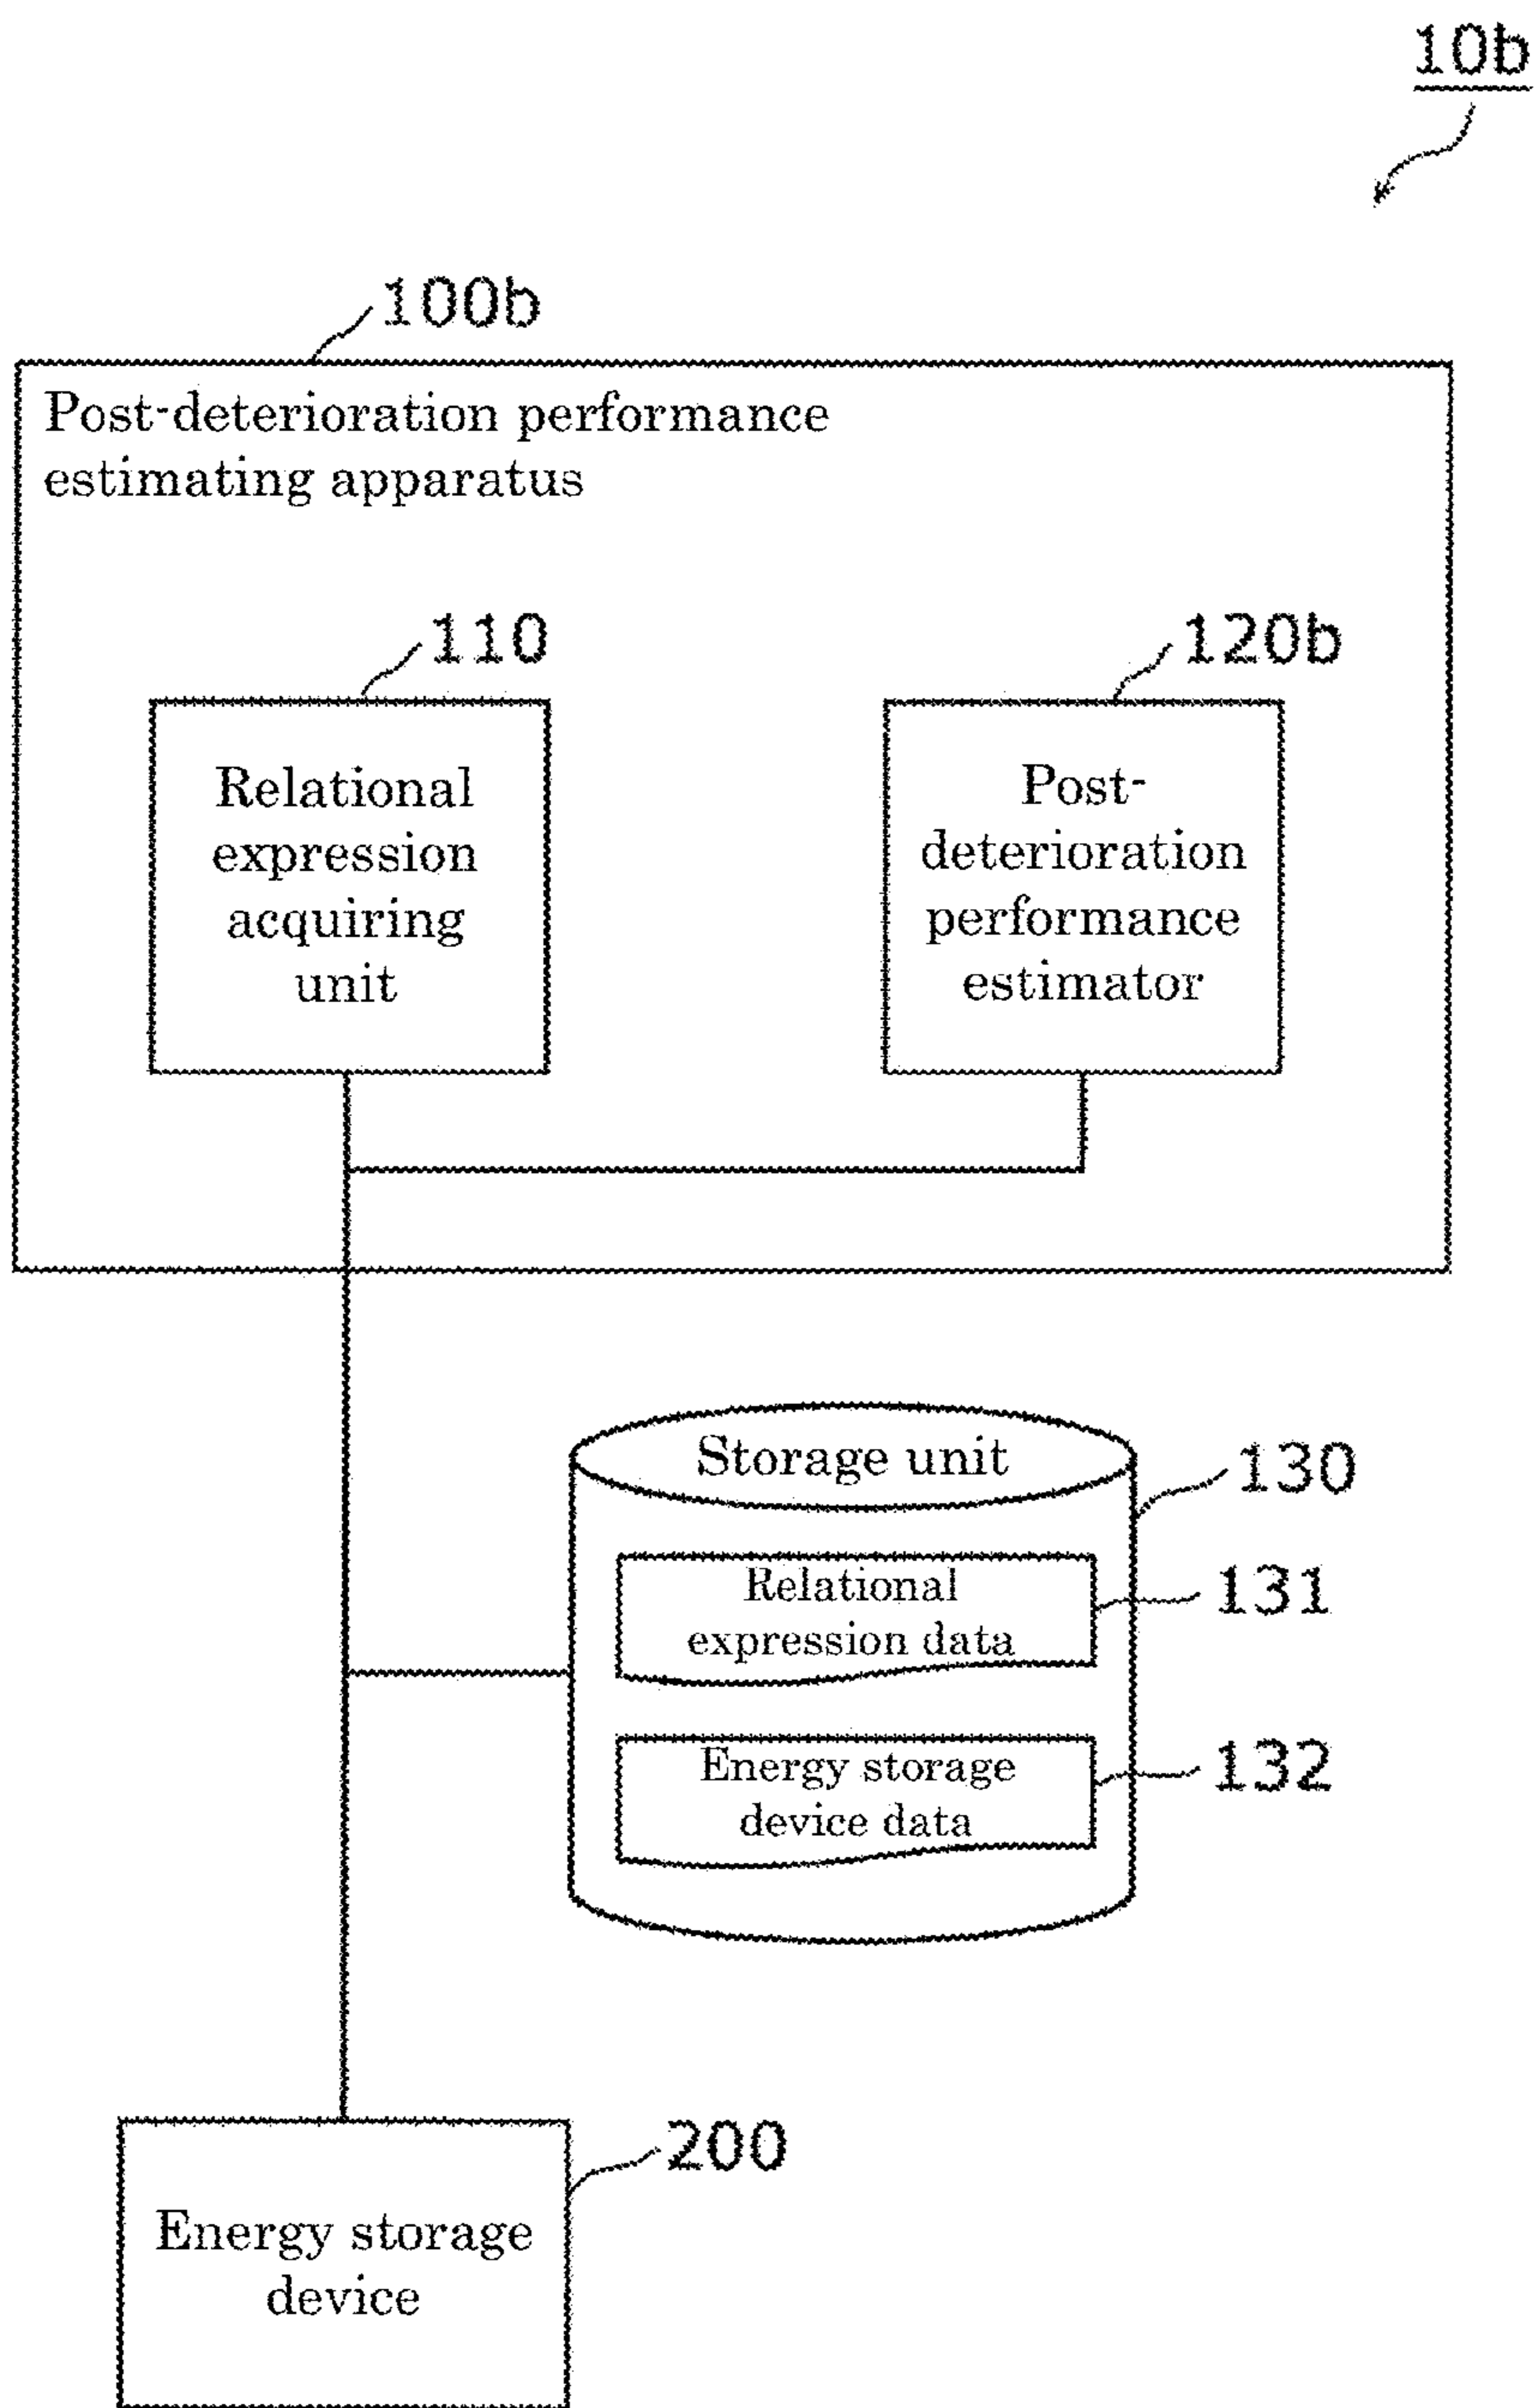 10b
100b
Post-deterioration performance
estimating apparatus
110
120b
Relational
expression
acquiring
unit
Post-
deterioration
performance
estimator
Storage unit
130
Relational
expression data
131
Energy storage
device data
132
200
Energy storage
device